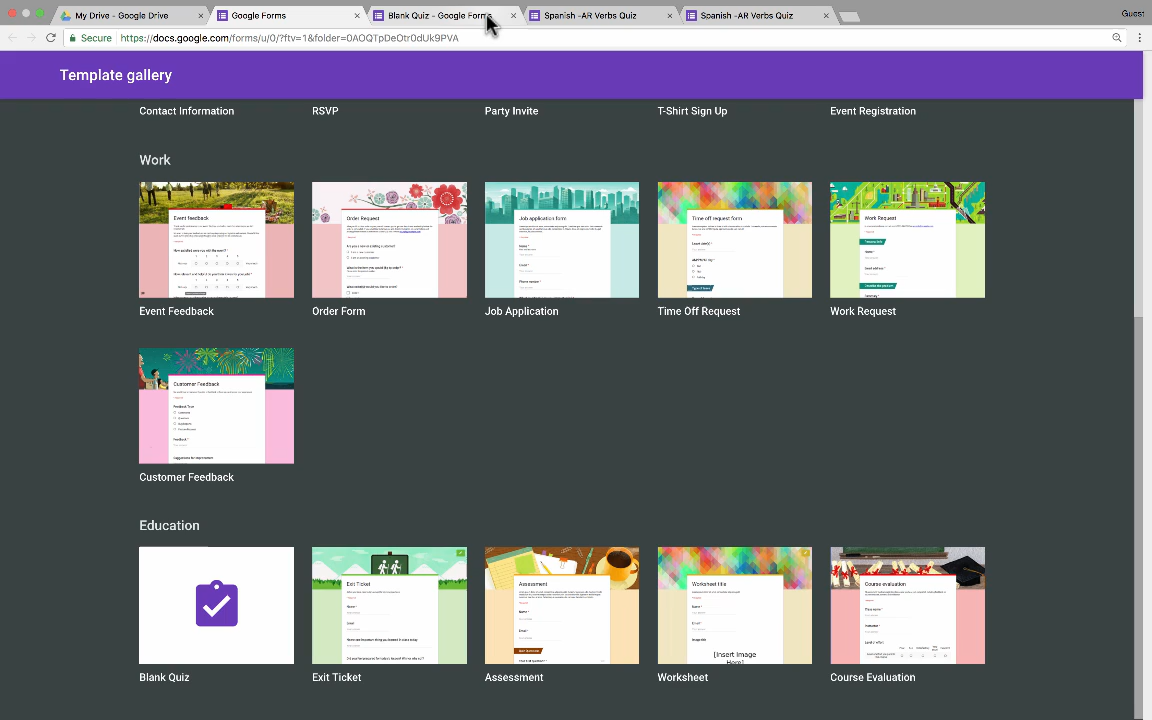 My Drive - Google Drive
Google Forms
Blank Quiz - Google Forms
Spanish -AR Verbs Quiz
Spanish -AR Verbs Quiz
Guest
Secure
https://docs.google.com/forms/u/0/?ftv=1&folder=0AOQTpDeOtr0dUk9PVA
Template gallery
Contact Information
RSVP
Party Invite
T-Shirt Sign Up
Event Registration
Work
Event feedback
Order Request
Job application form
Time off request form
Work Request
Event Feedback
Order Form
Job Application
Time Off Request
Work Request
Customer Feedback
Customer Feedback
Education
Exit Ticket
Assessment
Worksheet title
Course evaluation
[Insert Image
Here]
Blank Quiz
Exit Ticket
Assessment
Worksheet
Course Evaluation